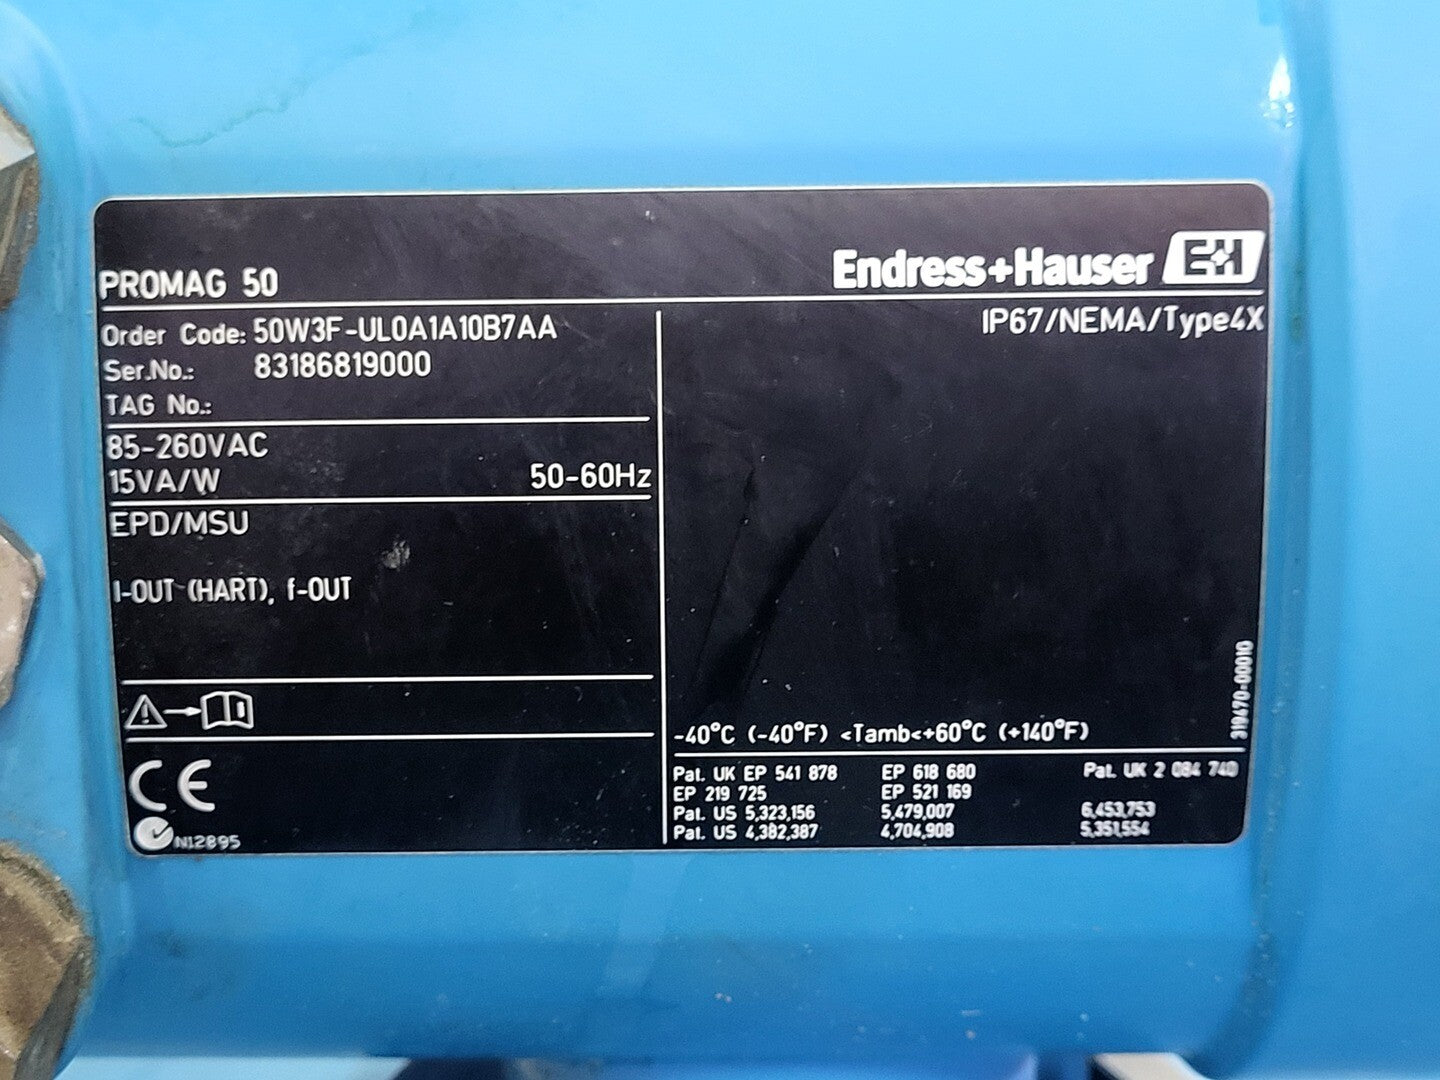 PROMAG 50
Endress+Hauser E+H
Order Code: 50W3F-UL0A1A10B7AA
Ser.No.: 83186819000
TAG No.:
85-260VAC
15VA/W 50-60Hz
EPD/MSU
I-OUT (HART), f-OUT
CE
N12895
IP67/NEMA/Type4X
-40°C (-40°F) <Tamb<+60°C (+140°F)
319470-00010
Pat. UK EP 541 878 EP 618 680 Pat. UK 2 084 740
EP 219 725 EP 521 169
Pat. US 5,323,156 5,479,007 6,453,753
Pat. US 4,382,387 4,704,908 5,351,554